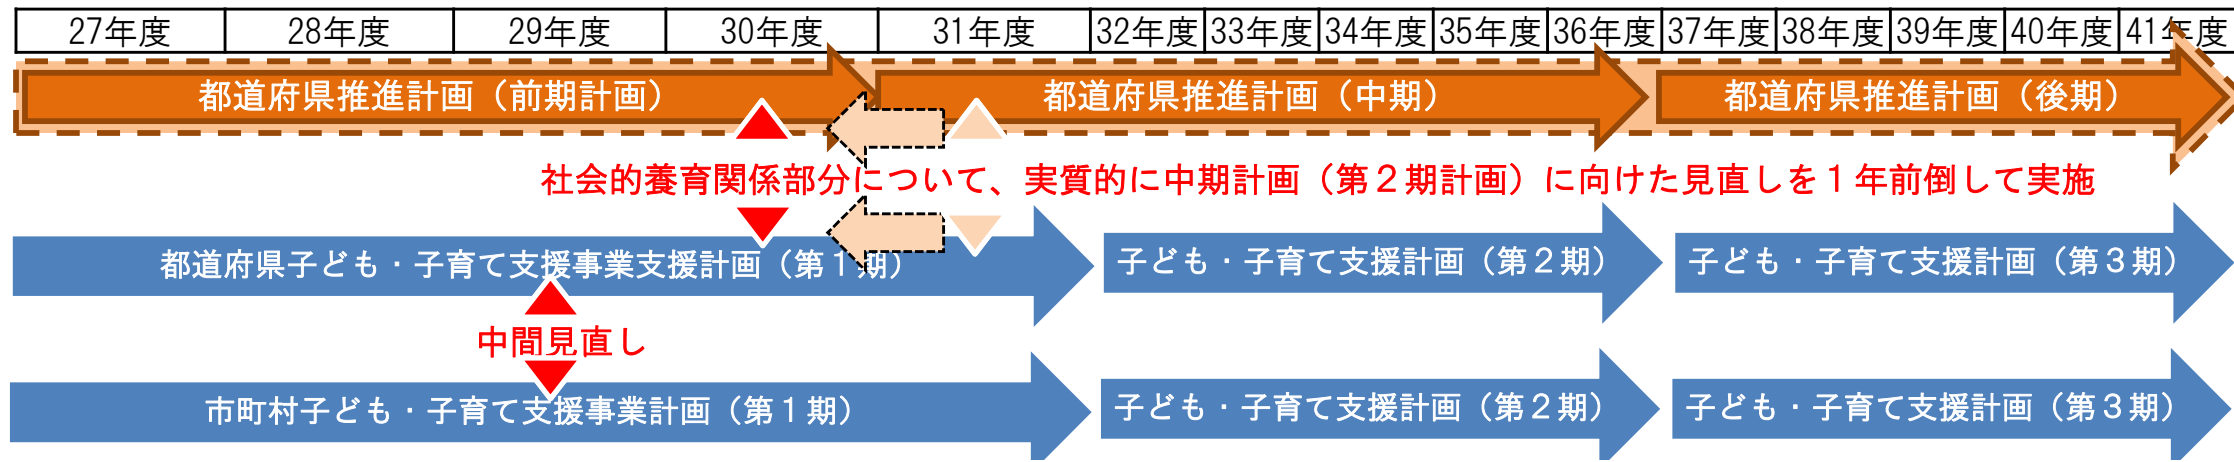 27年度 28年度 29年度 30年度 31年度 32年度 33年度 34年度 35年度 36年度 37年度 38年度 39年度 40年度 41年度
都道府県推進計画（前期計画） 都道府県推進計画（中期） 都道府県推進計画（後期）
社会的養育関係部分について、実質的に中期計画（第２期計画）に向けた見直しを１年前倒して実施
都道府県子ども・子育て支援事業支援計画（第１期） 子ども・子育て支援計画（第２期） 子ども・子育て支援計画（第３期）
中間見直し
市町村子ども・子育て支援事業計画（第１期） 子ども・子育て支援計画（第２期） 子ども・子育て支援計画（第３期）